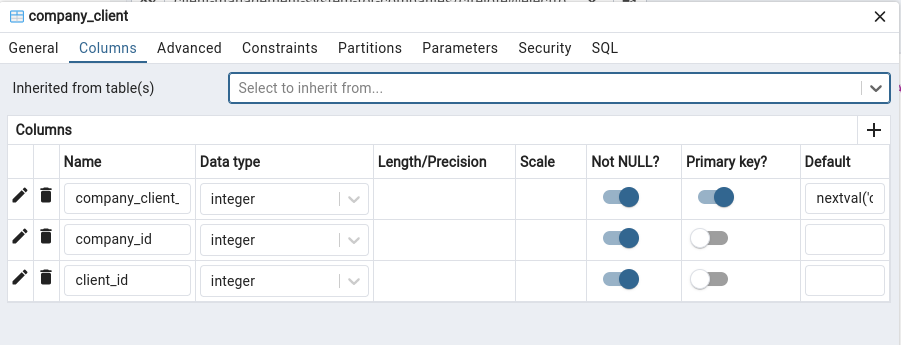 company_client
General Columns Advanced Constraints Partitions Parameters Security SQL
Inherited from table(s) Select to inherit from...
Columns
Name Data type Length/Precision Scale Not NULL? Primary key? Default
company_client_ integer nextval('c
company_id integer
client_id integer